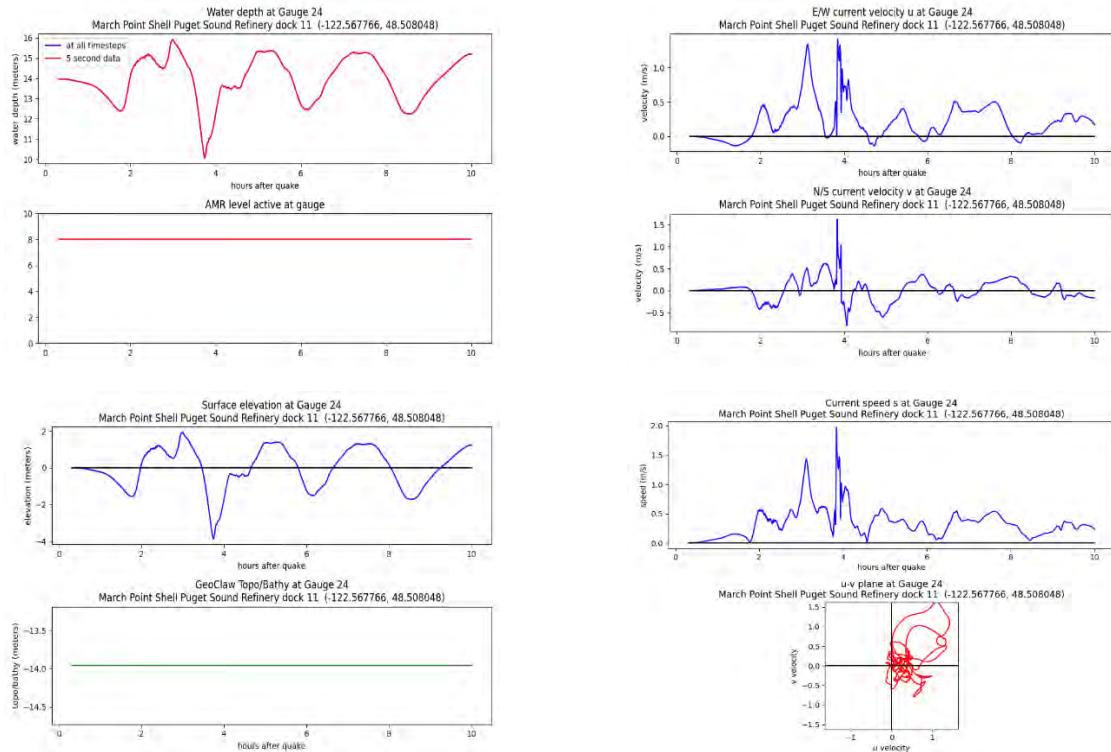 Water depth at Gauge 24
March Point Shell Puget Sound Refinery dock 11 (-122.567766, 48.508048)
water depth (meters)
16
15
14
13
12
11
10
at all timesteps
5 second data
0 2 4 6 8 10
hours after quake
AMR level active at gauge
10
8
6
4
2
0
0 2 4 6 8 10
Surface elevation at Gauge 24
March Point Shell Puget Sound Refinery dock 11 (-122.567766, 48.508048)
elevation (meters)
2
0
−2
−4
0 2 4 6 8 10
hours after quake
GeoClaw Topo/Bathy at Gauge 24
March Point Shell Puget Sound Refinery dock 11 (-122.567766, 48.508048)
topo/bathy (meters)
−13.5
−14.0
−14.5
0 2 4 6 8 10
hours after quake
E/W current velocity u at Gauge 24
March Point Shell Puget Sound Refinery dock 11 (-122.567766, 48.508048)
velocity (m/s)
1.0
0.5
0.0
0 2 4 6 8 10
hours after quake
N/S current velocity v at Gauge 24
March Point Shell Puget Sound Refinery dock 11 (-122.567766, 48.508048)
velocity (m/s)
1.5
1.0
0.5
0.0
−0.5
0 2 4 6 8 10
hours after quake
Current speed s at Gauge 24
March Point Shell Puget Sound Refinery dock 11 (-122.567766, 48.508048)
speed (m/s)
2.0
1.5
1.0
0.5
0.0
0 2 4 6 8 10
hours after quake
u-v plane at Gauge 24
March Point Shell Puget Sound Refinery dock 11 (-122.567766, 48.508048)
v velocity
1.5
1.0
0.5
0.0
−0.5
−1.0
−1.5
−1 0 1
u velocity